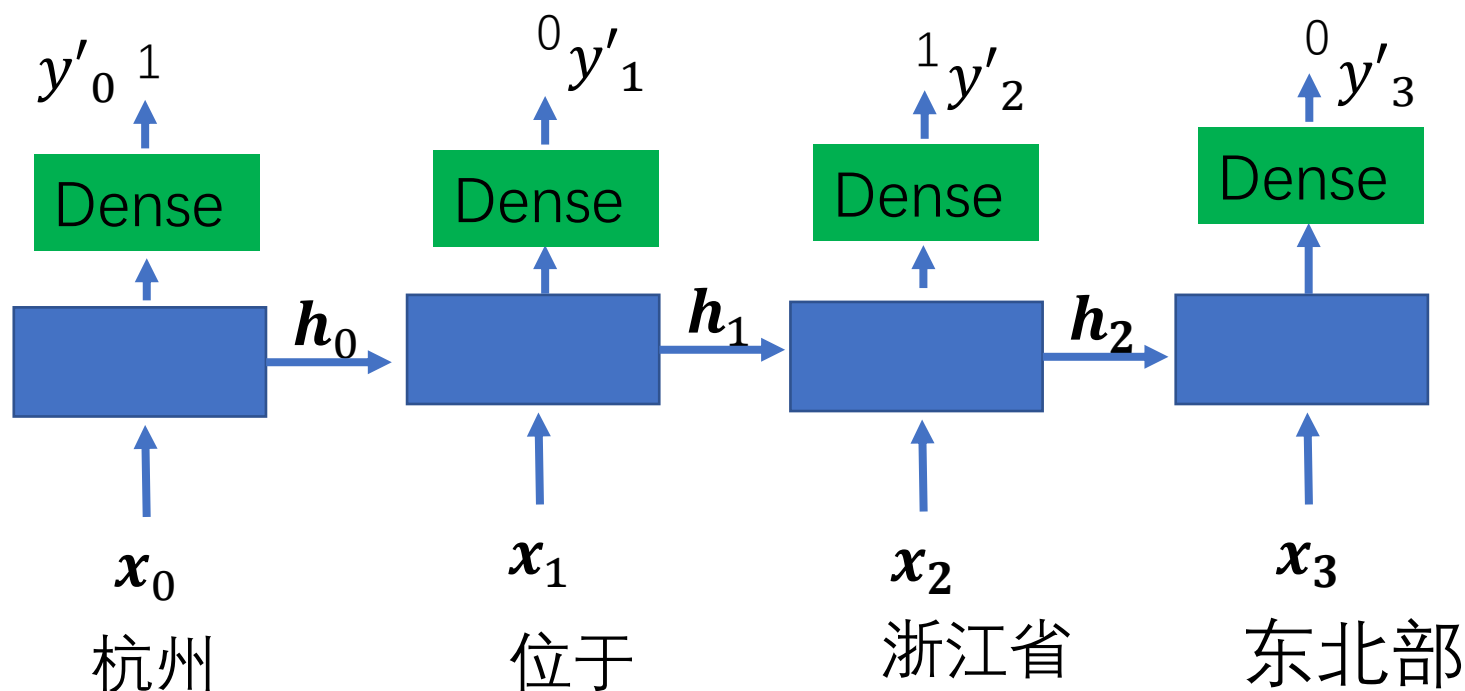 y′₀ 1 0 y′₁ 1 y′₂ 0 y′₃
Dense Dense Dense Dense
h₀ h₁ h₂
x₀ x₁ x₂ x₃
杭州 位于 浙江省 东北部